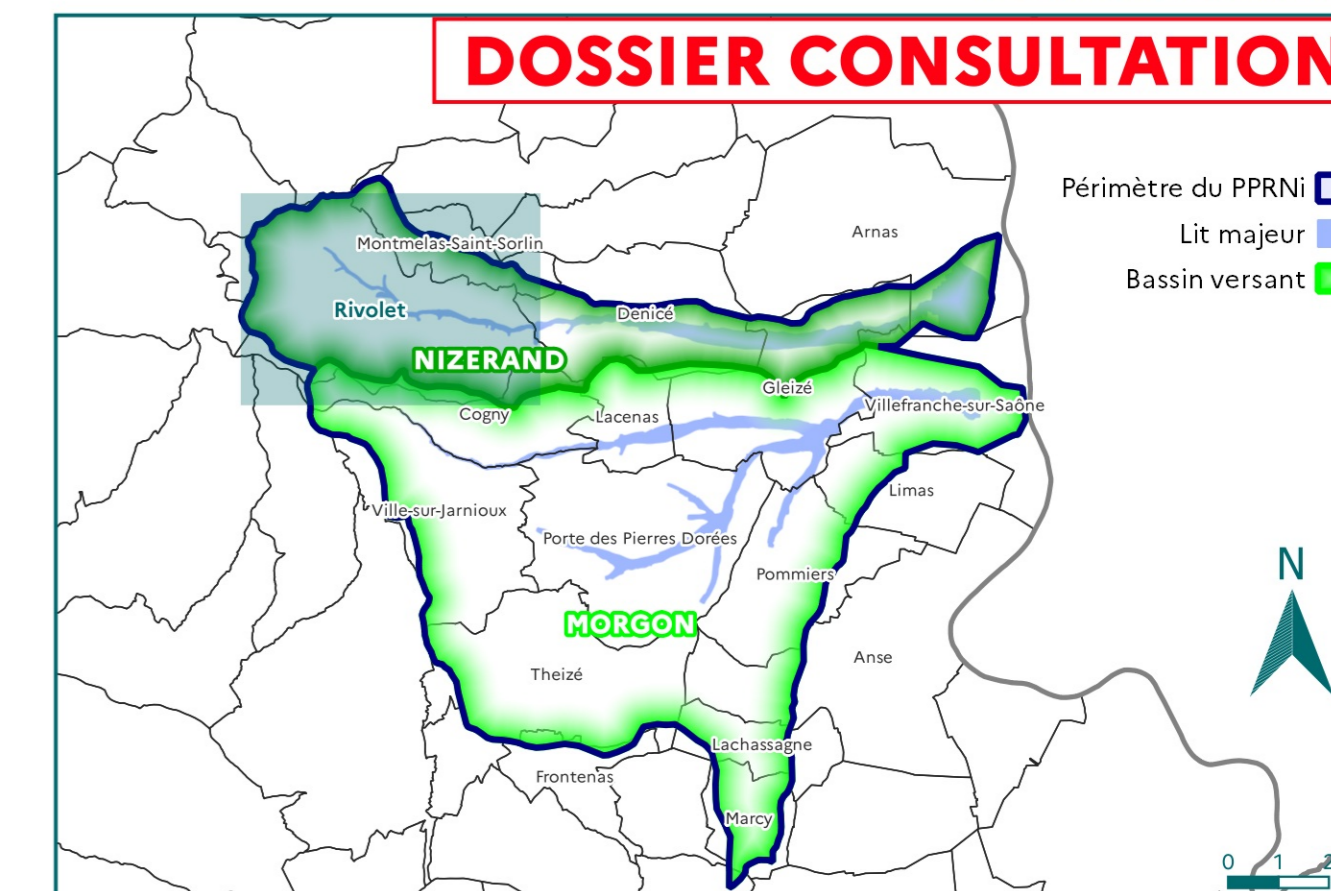 DOSSIER CONSULTATION
Périmètre du PPRNi
Lit majeur
Bassin versant
Arnas
Montmelas-Saint-Sorlin
Rivolet
Denicé
NIZERAND
Gleizé
Villefranche-sur-Saône
Cogny
Lacenas
Limas
Ville-sur-Jarnioux
Porte des Pierres Dorées
N
Pommiers
MORGON
Anse
Theizé
Lachassagne
Frontenas
Marcy
0 1 2